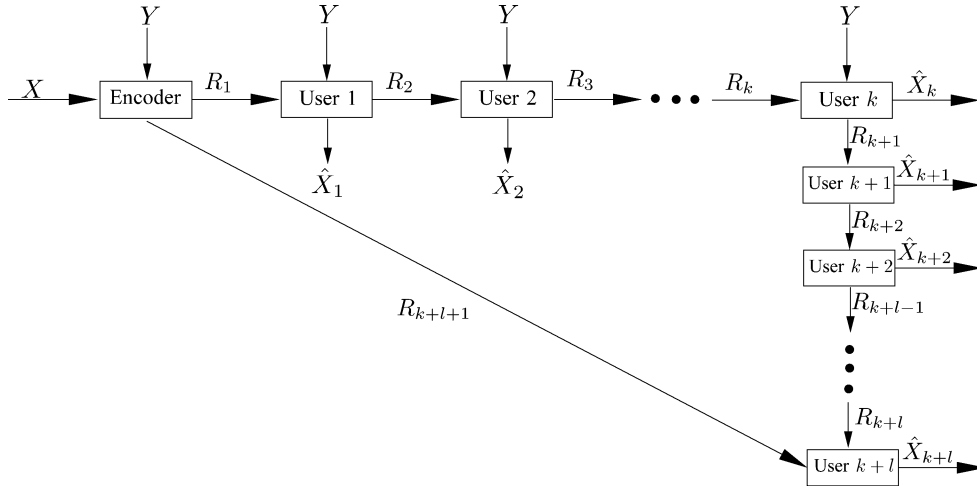 Y Y Y Y
X Encoder R_1 User 1 R_2 User 2 R_3 R_k User k X̂_k
X̂_1 X̂_2 R_{k+1}
User k + 1 X̂_{k+1}
R_{k+2}
User k + 2 X̂_{k+2}
R_{k+l+1} R_{k+l−1}
R_{k+l}
User k + l X̂_{k+l}